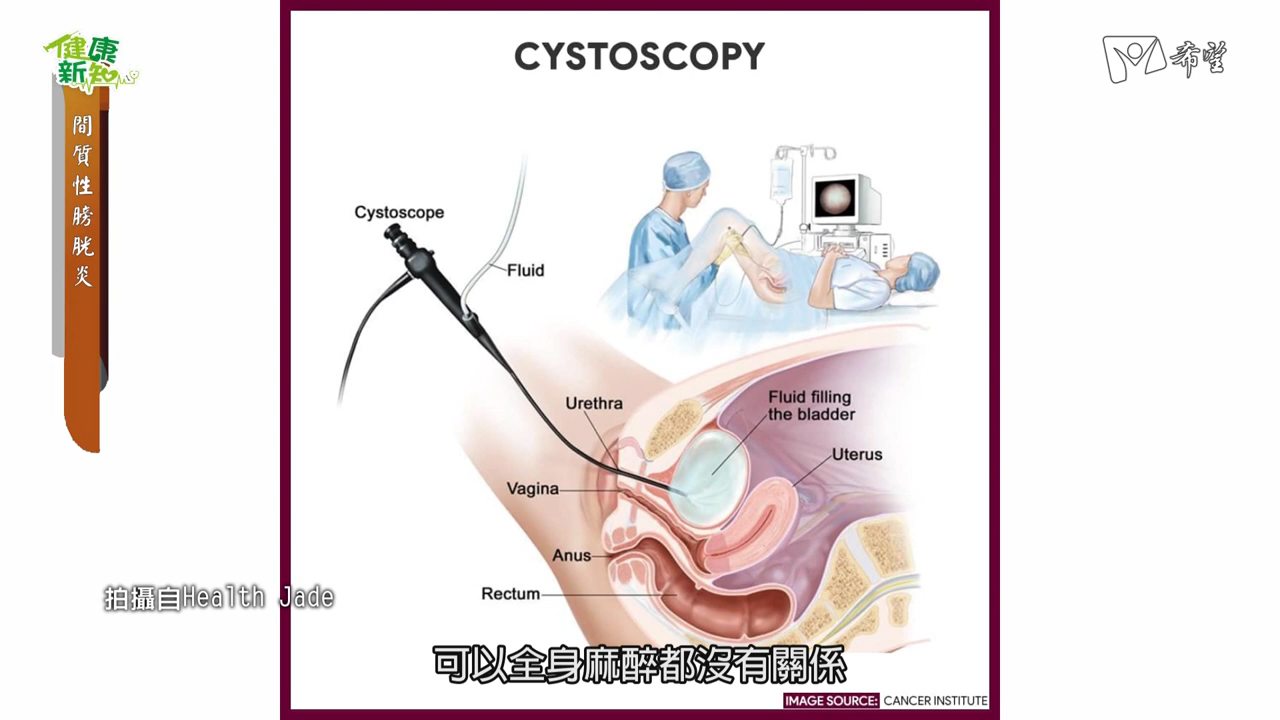 健康
新知
間質性膀胱炎
希望
CYSTOSCOPY
Cystoscope
Fluid
Urethra
Fluid filling
the bladder
Uterus
Vagina
Anus
Rectum
拍攝自Health Jade
可以全身麻醉都沒有關係
IMAGE SOURCE: CANCER INSTITUTE